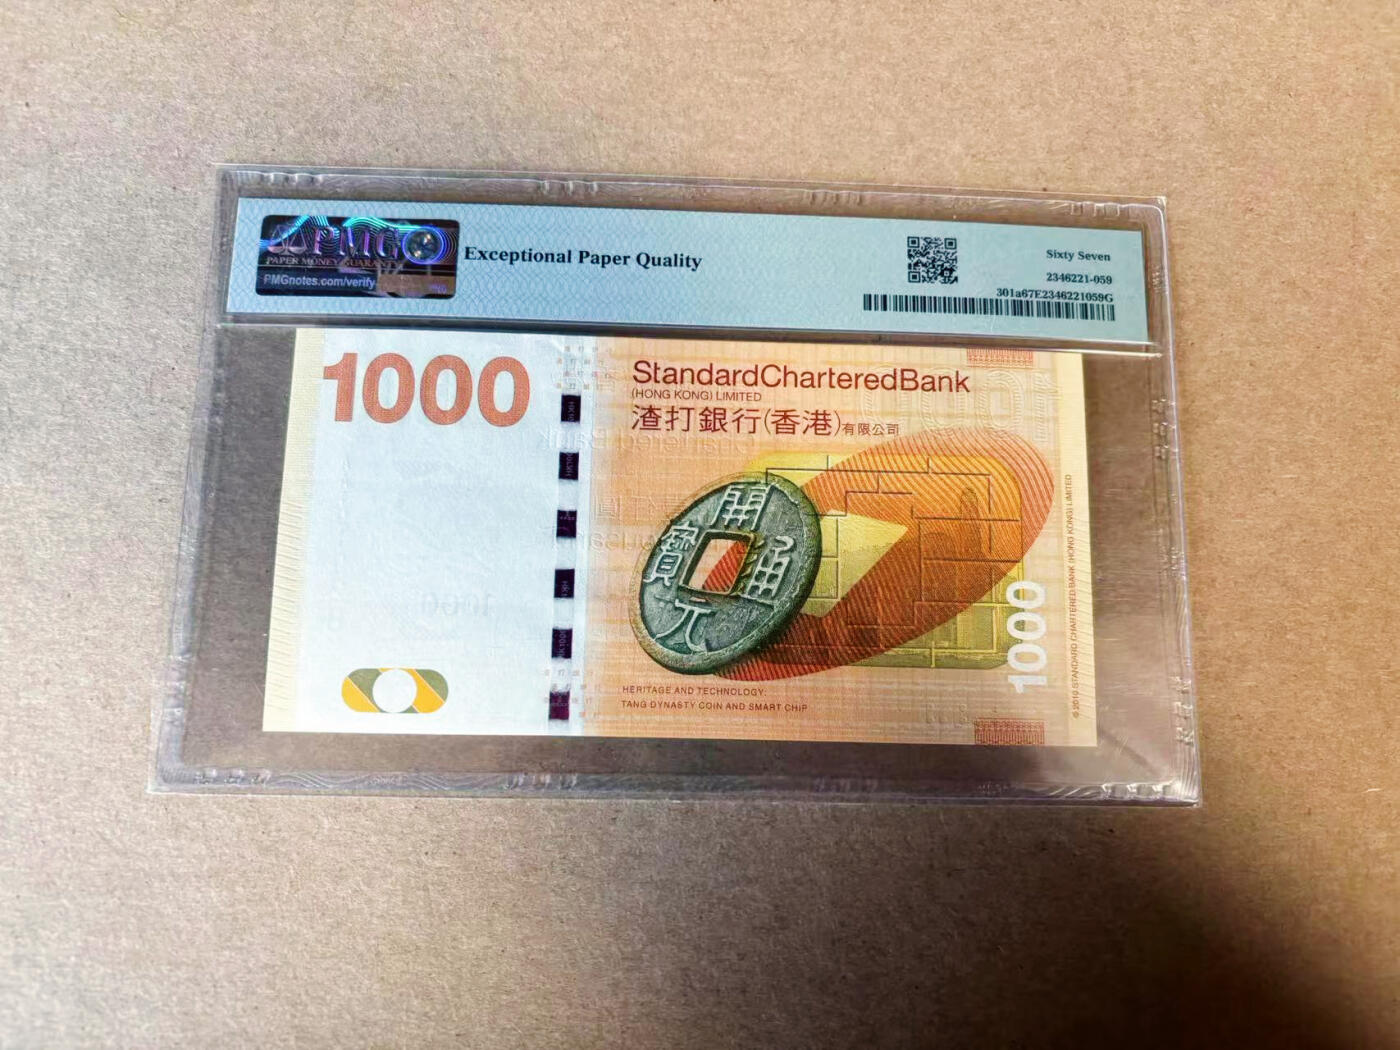 PMG
PAPER MONEY GUARANTY
PMGnotes.com/verify
Exceptional Paper Quality
Sixty Seven
2346221-059
301a67E2346221059G
1000
StandardCharteredBank
(HONG KONG) LIMITED
渣打銀行(香港)有限公司
開
通
元
寶
HERITAGE AND TECHNOLOGY:
TANG DYNASTY COIN AND SMART CHIP
1000
© 2010 STANDARD CHARTERED BANK (HONG KONG) LIMITED